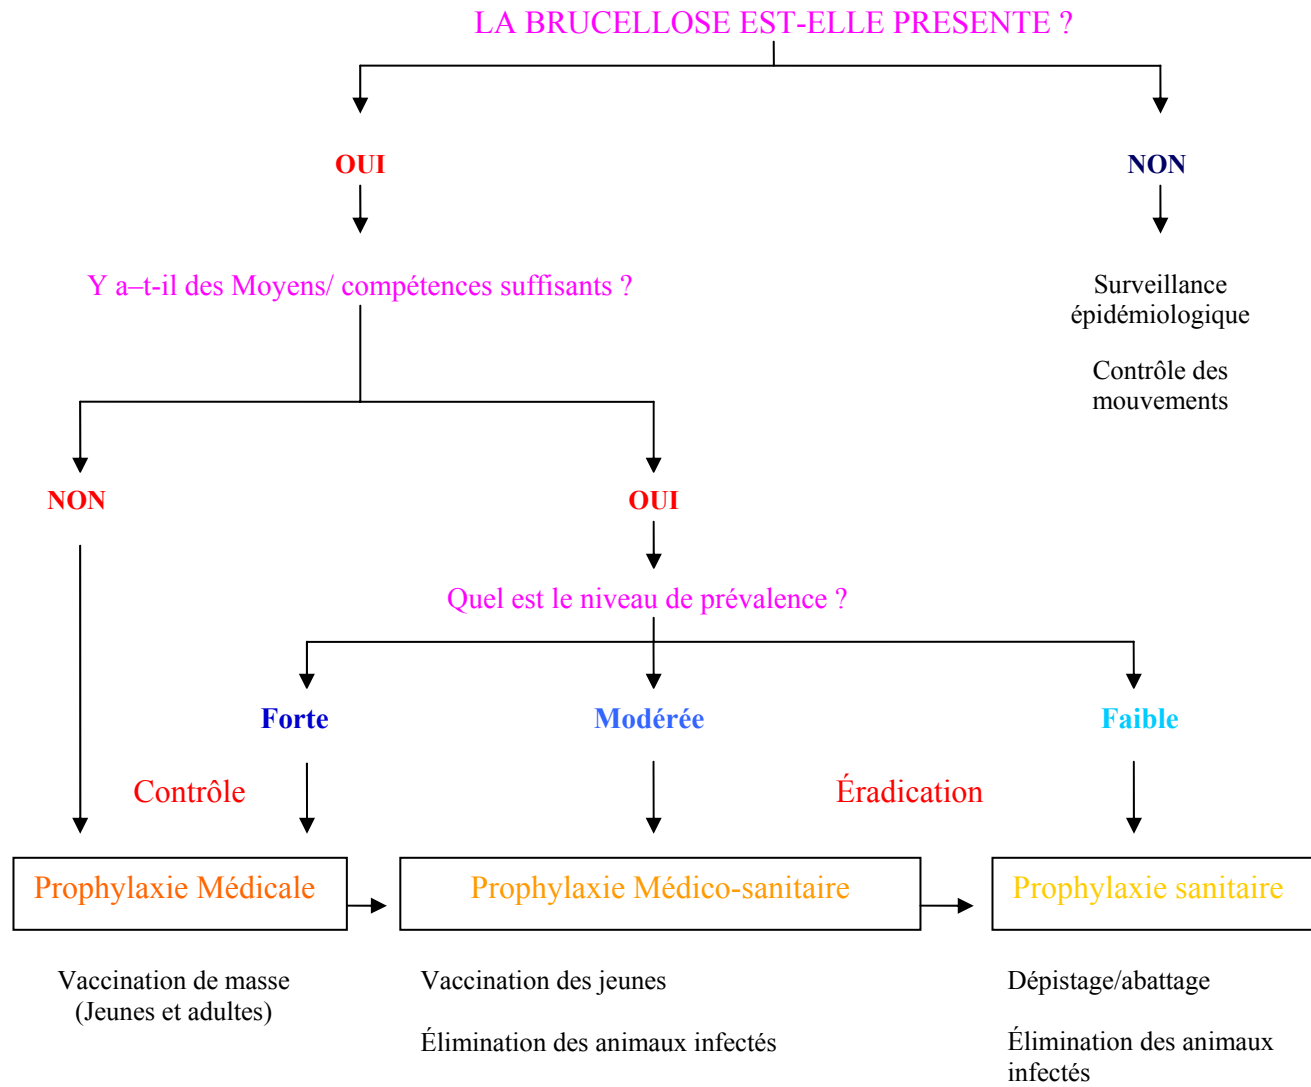 LA BRUCELLOSE EST-ELLE PRESENTE ?
OUI
NON
Y a–t-il des Moyens/ compétences suffisants ?
Surveillance
épidémiologique
Contrôle des
mouvements
NON
OUI
Quel est le niveau de prévalence ?
Forte
Modérée
Faible
Contrôle
Éradication
Prophylaxie Médicale
Prophylaxie Médico-sanitaire
Prophylaxie sanitaire
Vaccination de masse
(Jeunes et adultes)
Vaccination des jeunes
Élimination des animaux infectés
Dépistage/abattage
Élimination des animaux
infectés